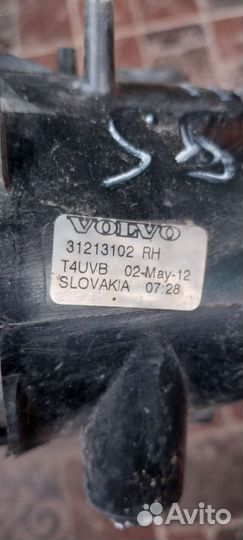 VOLVO
31213102 RH
T4UVB 02-May-12
SLOVAKIA 07:28
Avito